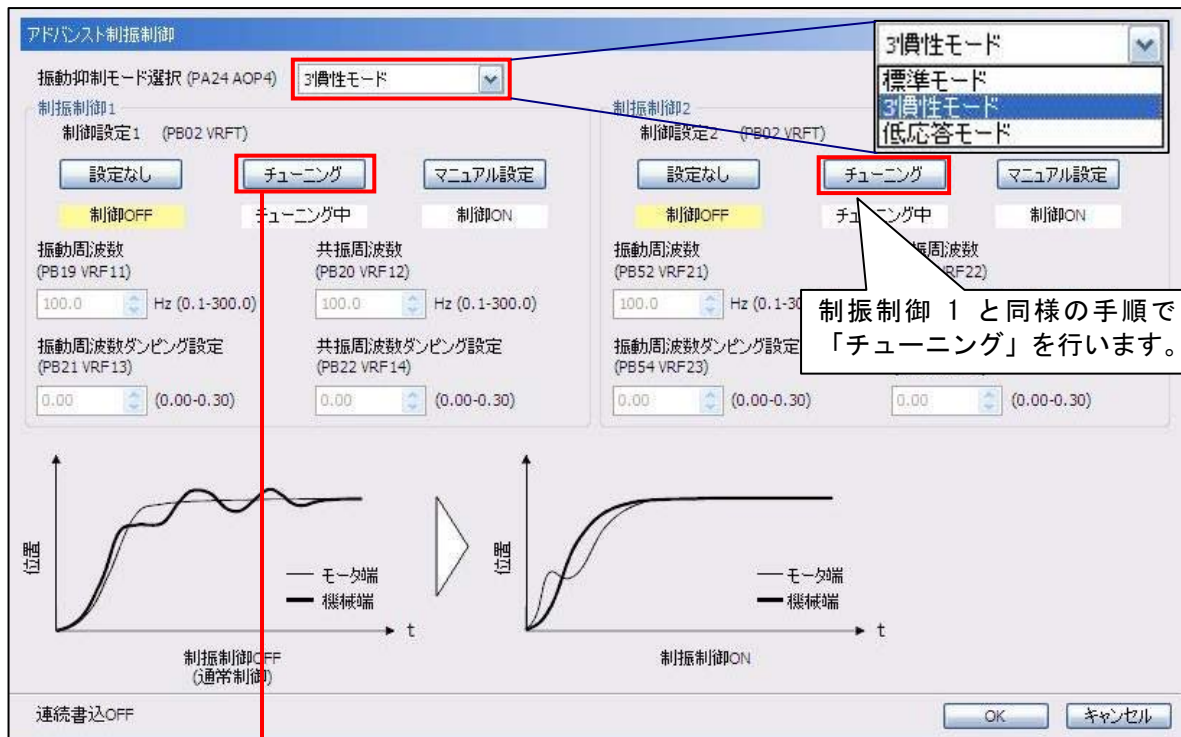 アドバンスト制振制御
振動抑制モード選択 (PA24 AOP4)
3慣性モード
3慣性モード
標準モード
3慣性モード
低応答モード
制振制御1
制御設定1 (PB02 VRFT)
設定なし
チューニング
マニュアル設定
制御OFF
チューニング中
制御ON
振動周波数
(PB19 VRF11)
共振周波数
(PB20 VRF12)
100.0
Hz (0.1-300.0)
100.0
Hz (0.1-300.0)
振動周波数ダンピング設定
(PB21 VRF13)
共振周波数ダンピング設定
(PB22 VRF14)
0.00
(0.00-0.30)
0.00
(0.00-0.30)
制振制御2
制御設定2 (PB02 VRFT)
設定なし
チューニング
マニュアル設定
制御OFF
チューニング中
制御ON
振動周波数
(PB52 VRF21)
振周波数
VRF22)
100.0
Hz (0.1-30
制振制御 1 と同様の手順で
「チューニング」を行います。
振動周波数ダンピング設定
(PB54 VRF23)
0.00
(0.00-0.30)
0.00
(0.00-0.30)
位置
モータ端
機械端
t
制振制御OFF
(通常制御)
位置
モータ端
機械端
t
制振制御ON
連続書込OFF
OK
キャンセル